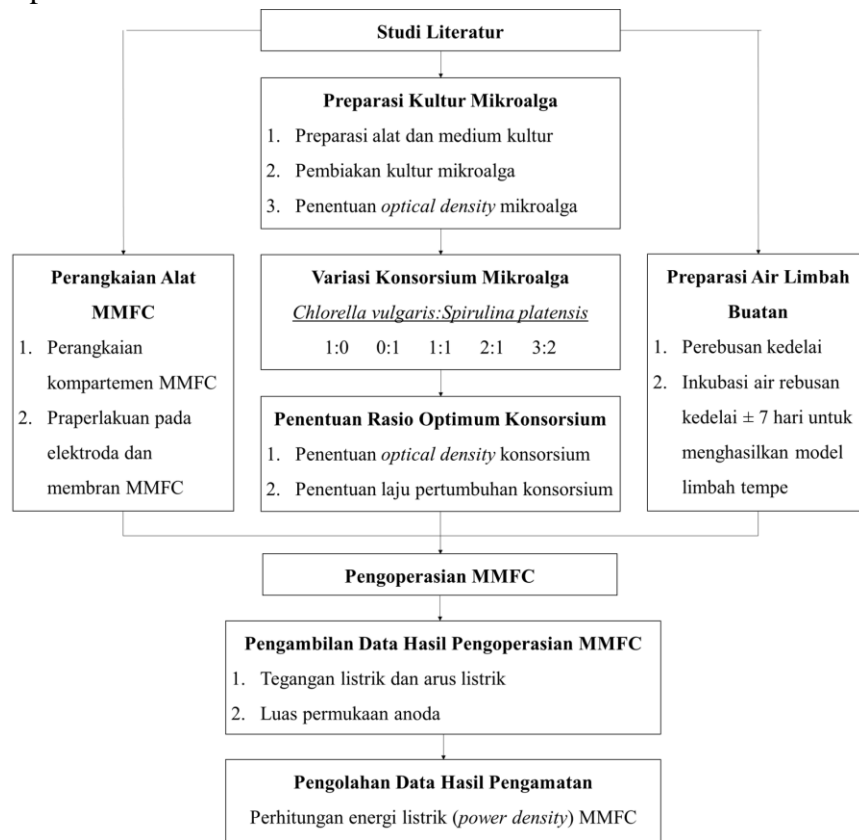 Studi Literatur
Preparasi Kultur Mikroalga
1. Preparasi alat dan medium kultur
2. Pembiakan kultur mikroalga
3. Penentuan optical density mikroalga
Perangkaian Alat
MMFC
1. Perangkaian
kompartemen MMFC
2. Praperlakuan pada
elektroda dan
membran MMFC
Variasi Konsorsium Mikroalga
Chlorella vulgaris:Spirulina platensis
1:0 0:1 1:1 2:1 3:2
Penentuan Rasio Optimum Konsorsium
1. Penentuan optical density konsorsium
2. Penentuan laju pertumbuhan konsorsium
Preparasi Air Limbah
Buatan
1. Perebusan kedelai
2. Inkubasi air rebusan
kedelai ± 7 hari untuk
menghasilkan model
limbah tempe
Pengoperasian MMFC
Pengambilan Data Hasil Pengoperasian MMFC
1. Tegangan listrik dan arus listrik
2. Luas permukaan anoda
Pengolahan Data Hasil Pengamatan
Perhitungan energi listrik (power density) MMFC